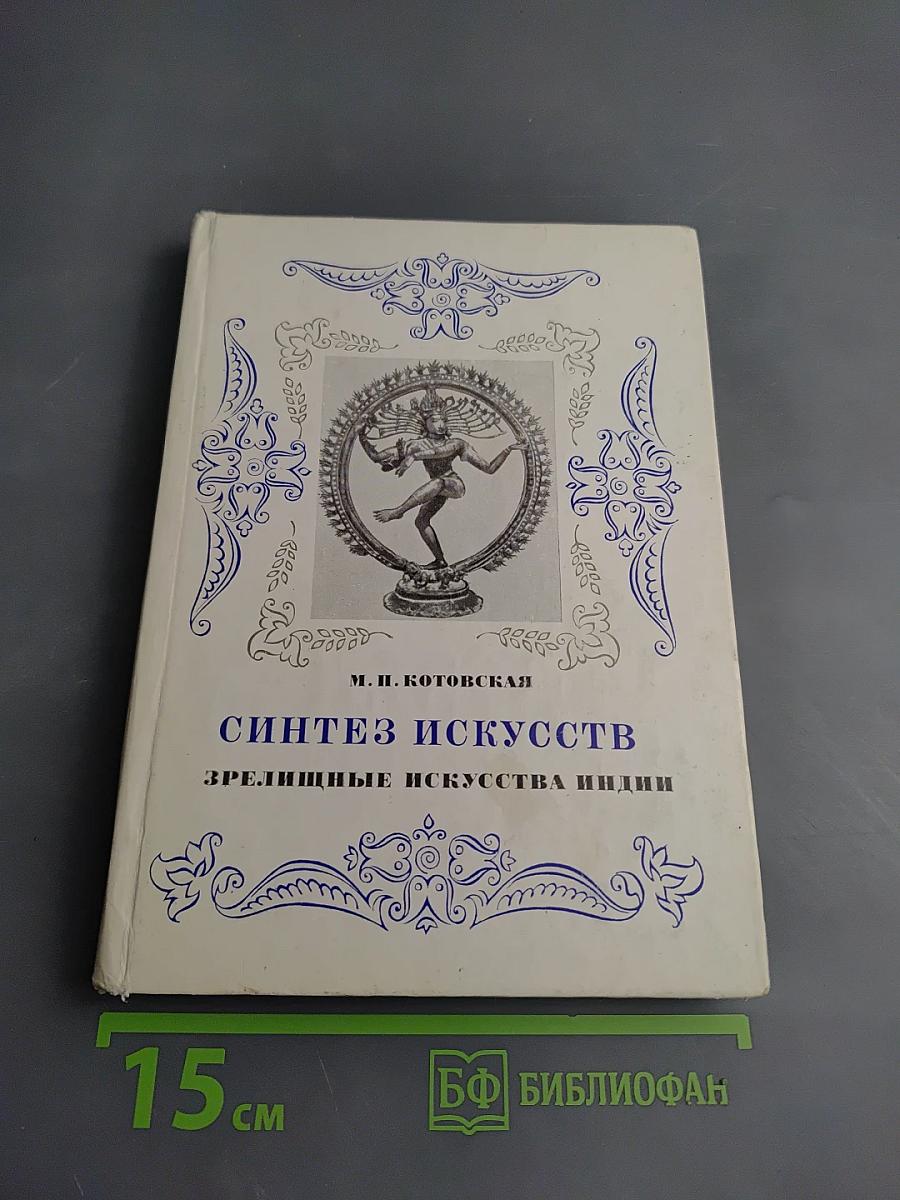 М. П. КОТОВСКАЯ
СИНТЕЗ ИСКУССТВ
ЗРЕЛИЩНЫЕ ИСКУССТВА ИНДИИ
15 см
БФ БИБЛИОФАН